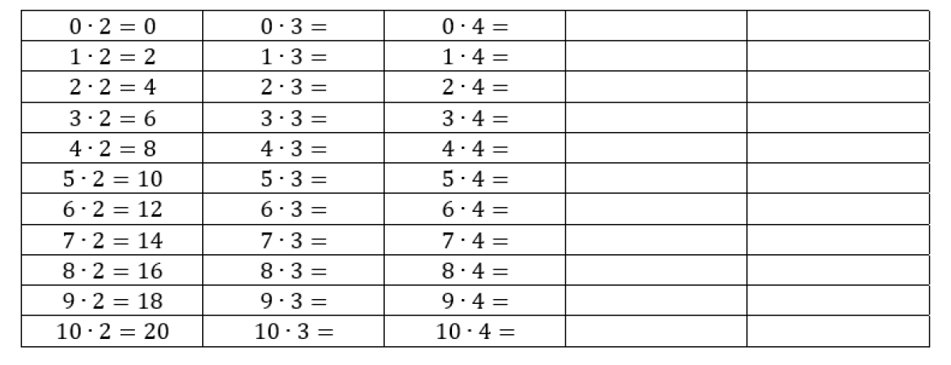 0 · 2 = 0 0 · 3 = 0 · 4 =
1 · 2 = 2 1 · 3 = 1 · 4 =
2 · 2 = 4 2 · 3 = 2 · 4 =
3 · 2 = 6 3 · 3 = 3 · 4 =
4 · 2 = 8 4 · 3 = 4 · 4 =
5 · 2 = 10 5 · 3 = 5 · 4 =
6 · 2 = 12 6 · 3 = 6 · 4 =
7 · 2 = 14 7 · 3 = 7 · 4 =
8 · 2 = 16 8 · 3 = 8 · 4 =
9 · 2 = 18 9 · 3 = 9 · 4 =
10 · 2 = 20 10 · 3 = 10 · 4 =